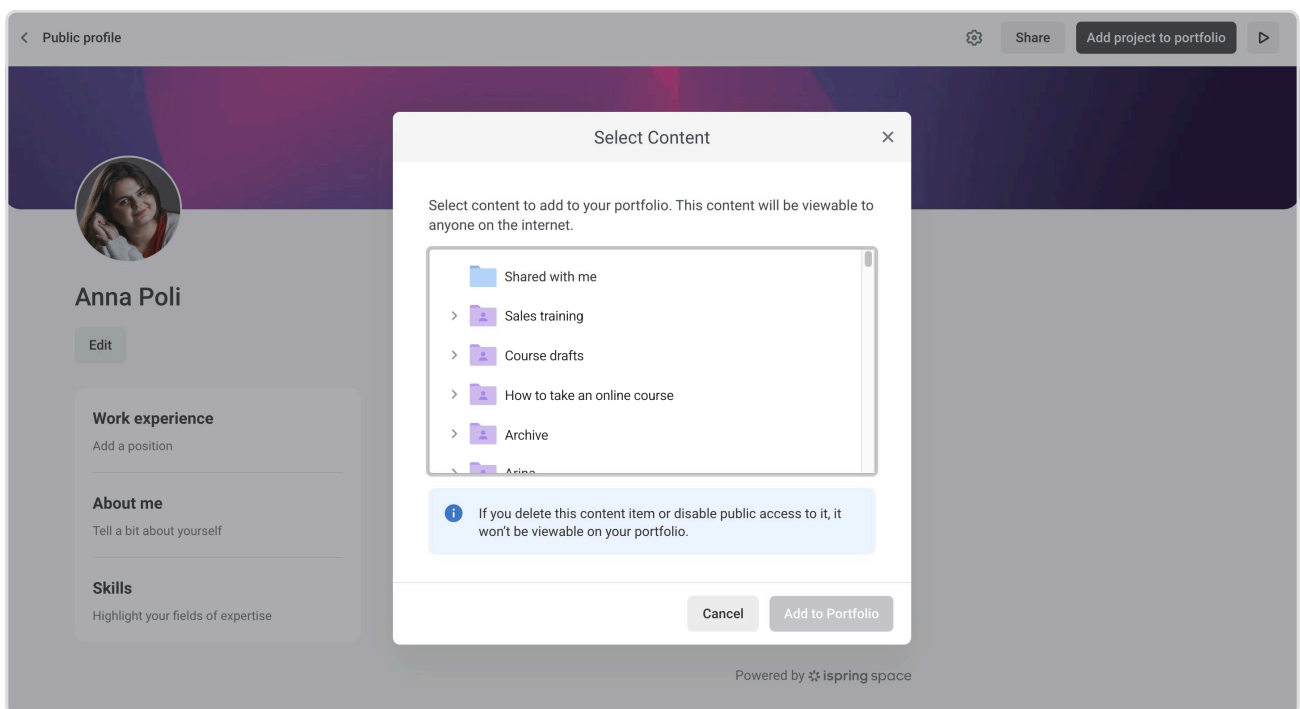 Public profile
Share
Add project to portfolio
Select Content
Select content to add to your portfolio. This content will be viewable to
anyone on the internet.
Shared with me
Sales training
Course drafts
How to take an online course
Archive
Arina
If you delete this content item or disable public access to it, it
won't be viewable on your portfolio.
Cancel
Add to Portfolio
Anna Poli
Edit
Work experience
Add a position
About me
Tell a bit about yourself
Skills
Highlight your fields of expertise
Powered by ispring space